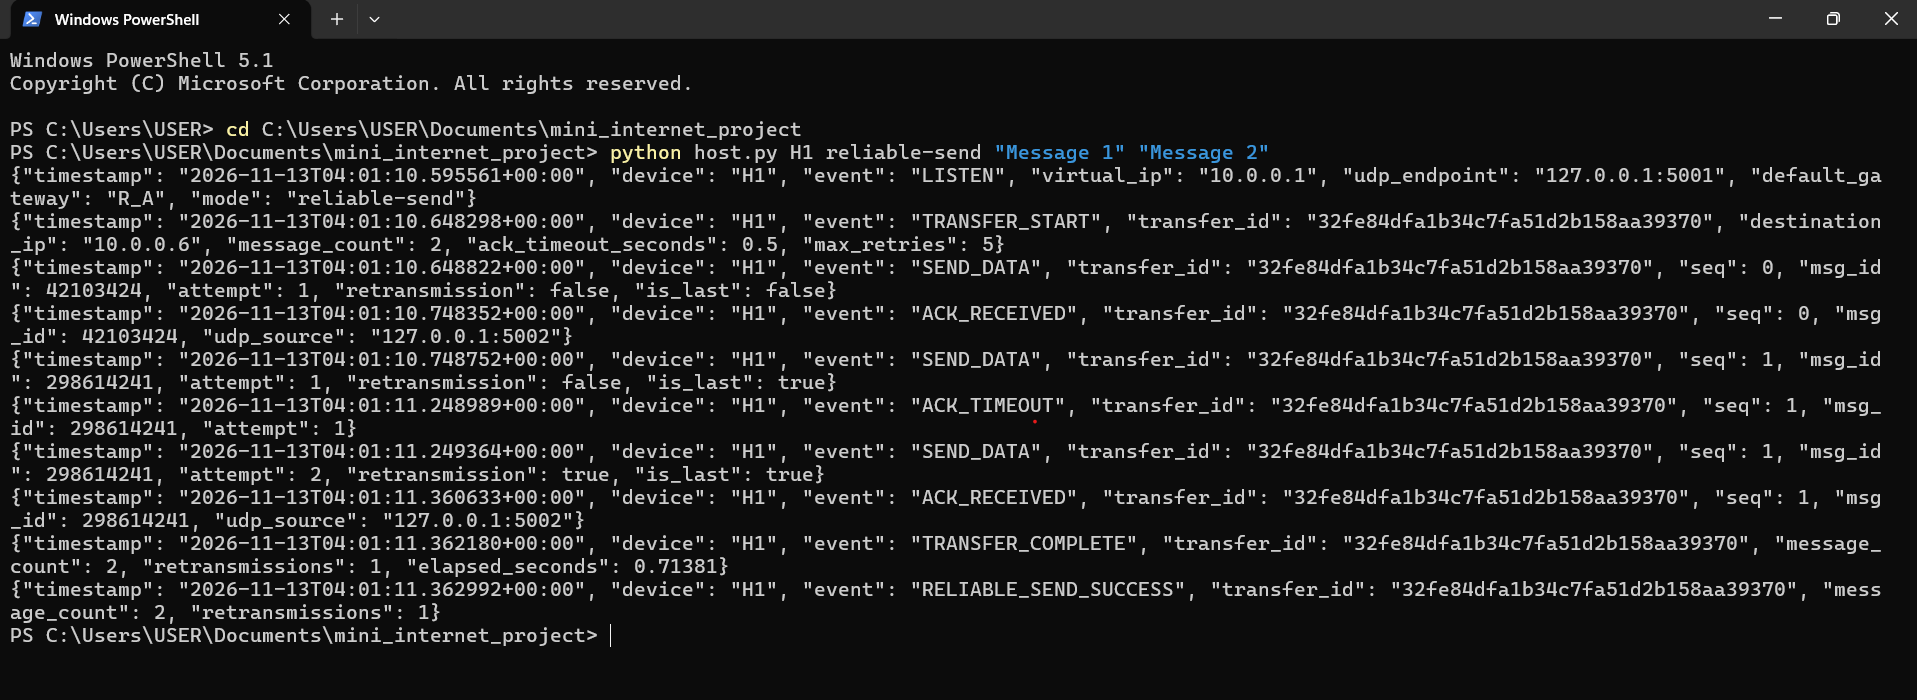 Windows PowerShell
Windows PowerShell 5.1
Copyright (C) Microsoft Corporation. All rights reserved.
PS C:\Users\USER> cd C:\Users\USER\Documents\mini_internet_project
PS C:\Users\USER\Documents\mini_internet_project> python host.py H1 reliable-send "Message 1" "Message 2"
{"timestamp": "2026-11-13T04:01:10.595561+00:00", "device": "H1", "event": "LISTEN", "virtual_ip": "10.0.0.1", "udp_endpoint": "127.0.0.1:5001", "default_ga
teway": "R_A", "mode": "reliable-send"}
{"timestamp": "2026-11-13T04:01:10.648298+00:00", "device": "H1", "event": "TRANSFER_START", "transfer_id": "32fe84dfa1b34c7fa51d2b158aa39370", "destination
_ip": "10.0.0.6", "message_count": 2, "ack_timeout_seconds": 0.5, "max_retries": 5}
{"timestamp": "2026-11-13T04:01:10.648822+00:00", "device": "H1", "event": "SEND_DATA", "transfer_id": "32fe84dfa1b34c7fa51d2b158aa39370", "seq": 0, "msg_id
": 42103424, "attempt": 1, "retransmission": false, "is_last": false}
{"timestamp": "2026-11-13T04:01:10.748352+00:00", "device": "H1", "event": "ACK_RECEIVED", "transfer_id": "32fe84dfa1b34c7fa51d2b158aa39370", "seq": 0, "msg
_id": 42103424, "udp_source": "127.0.0.1:5002"}
{"timestamp": "2026-11-13T04:01:10.748752+00:00", "device": "H1", "event": "SEND_DATA", "transfer_id": "32fe84dfa1b34c7fa51d2b158aa39370", "seq": 1, "msg_id
": 298614241, "attempt": 1, "retransmission": false, "is_last": true}
{"timestamp": "2026-11-13T04:01:11.248989+00:00", "device": "H1", "event": "ACK_TIMEOUT", "transfer_id": "32fe84dfa1b34c7fa51d2b158aa39370", "seq": 1, "msg_
id": 298614241, "attempt": 1}
{"timestamp": "2026-11-13T04:01:11.249364+00:00", "device": "H1", "event": "SEND_DATA", "transfer_id": "32fe84dfa1b34c7fa51d2b158aa39370", "seq": 1, "msg_id
": 298614241, "attempt": 2, "retransmission": true, "is_last": true}
{"timestamp": "2026-11-13T04:01:11.360633+00:00", "device": "H1", "event": "ACK_RECEIVED", "transfer_id": "32fe84dfa1b34c7fa51d2b158aa39370", "seq": 1, "msg
_id": 298614241, "udp_source": "127.0.0.1:5002"}
{"timestamp": "2026-11-13T04:01:11.362180+00:00", "device": "H1", "event": "TRANSFER_COMPLETE", "transfer_id": "32fe84dfa1b34c7fa51d2b158aa39370", "message_
count": 2, "retransmissions": 1, "elapsed_seconds": 0.71381}
{"timestamp": "2026-11-13T04:01:11.362992+00:00", "device": "H1", "event": "RELIABLE_SEND_SUCCESS", "transfer_id": "32fe84dfa1b34c7fa51d2b158aa39370", "mess
age_count": 2, "retransmissions": 1}
PS C:\Users\USER\Documents\mini_internet_project>